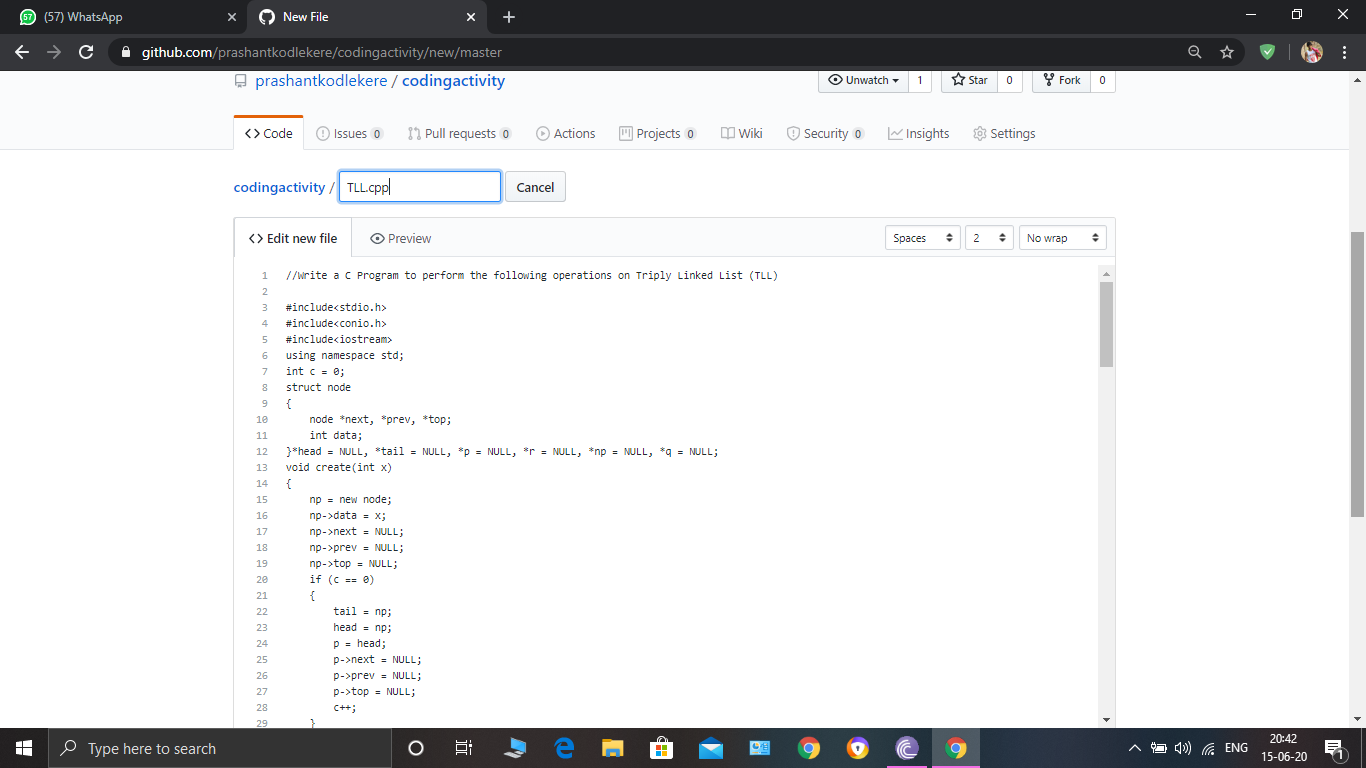 (57) WhatsApp
New File
github.com/prashantkodlekere/codingactivity/new/master
prashantkodlekere / codingactivity
Unwatch 1 Star 0 Fork 0
Code Issues 0 Pull requests 0 Actions Projects 0 Wiki Security 0 Insights Settings
codingactivity / TLL.cpp Cancel
Edit new file Preview Spaces 2 No wrap
1 //Write a C Program to perform the following operations on Triply Linked List (TLL)
2
3 #include<stdio.h>
4 #include<conio.h>
5 #include<iostream>
6 using namespace std;
7 int c = 0;
8 struct node
9 {
10 node *next, *prev, *top;
11 int data;
12 }*head = NULL, *tail = NULL, *p = NULL, *r = NULL, *np = NULL, *q = NULL;
13 void create(int x)
14 {
15 np = new node;
16 np->data = x;
17 np->next = NULL;
18 np->prev = NULL;
19 np->top = NULL;
20 if (c == 0)
21 {
22 tail = np;
23 head = np;
24 p = head;
25 p->next = NULL;
26 p->prev = NULL;
27 p->top = NULL;
28 c++;
29 }
Type here to search
ENG
20:42
15-06-20
1